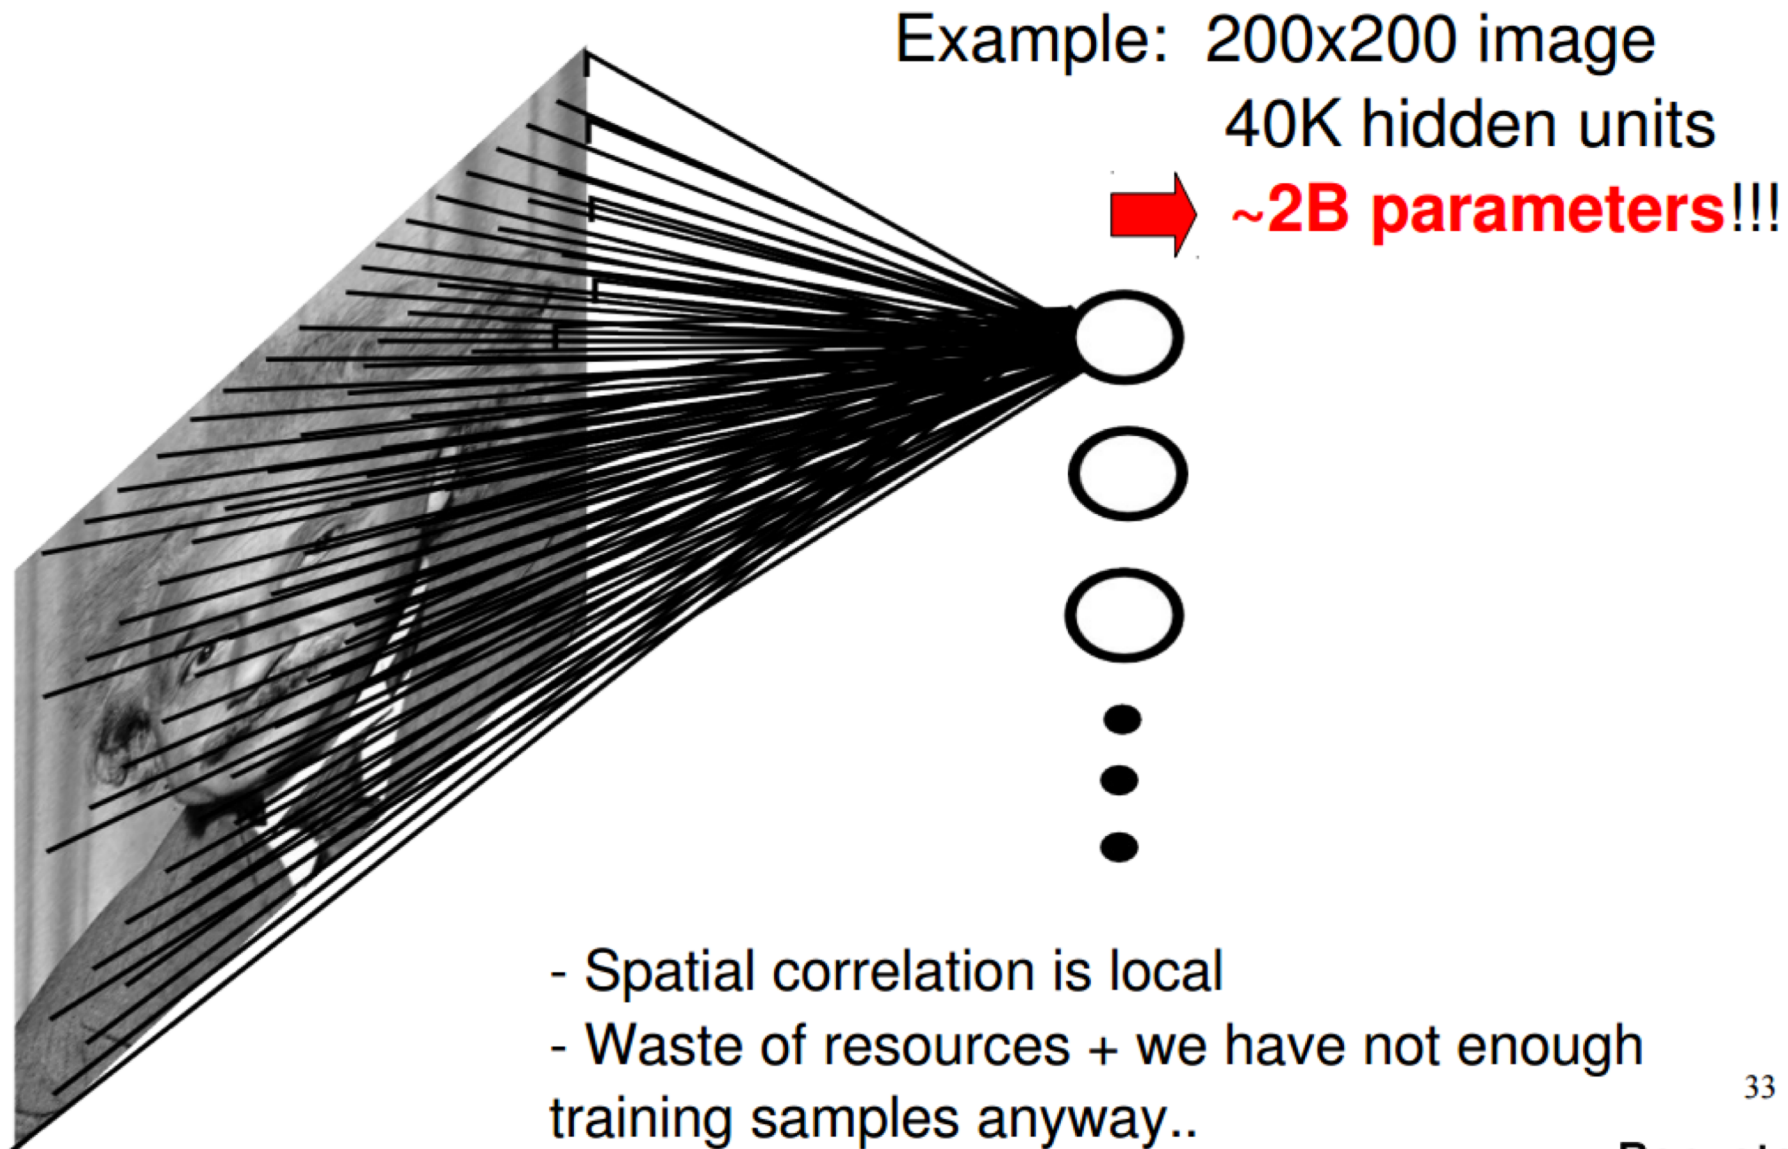 Example: 200x200 image
40K hidden units
~2B parameters!!!
- Spatial correlation is local
- Waste of resources + we have not enough
training samples anyway..
33